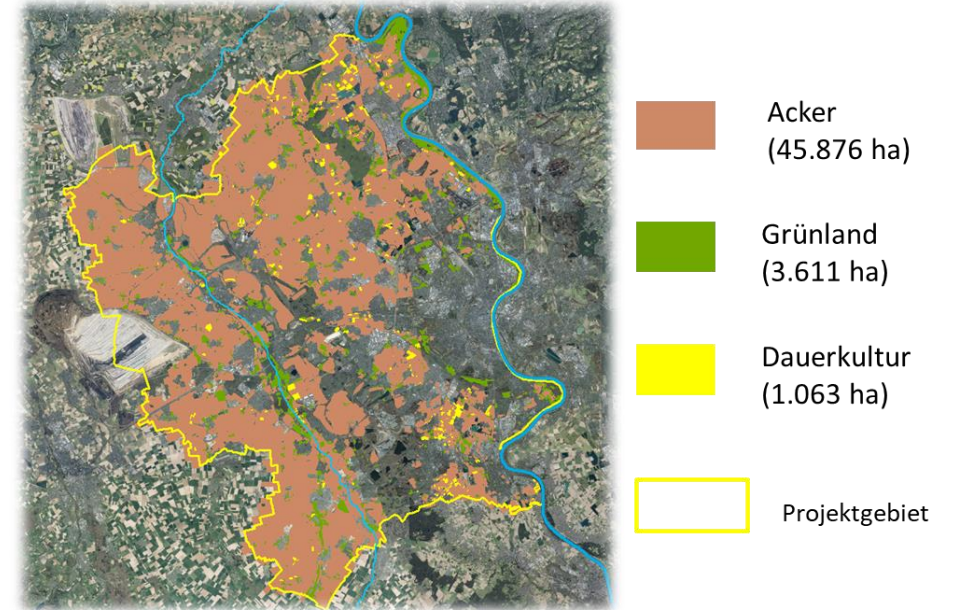 Acker
(45.876 ha)
Grünland
(3.611 ha)
Dauerkultur
(1.063 ha)
Projektgebiet